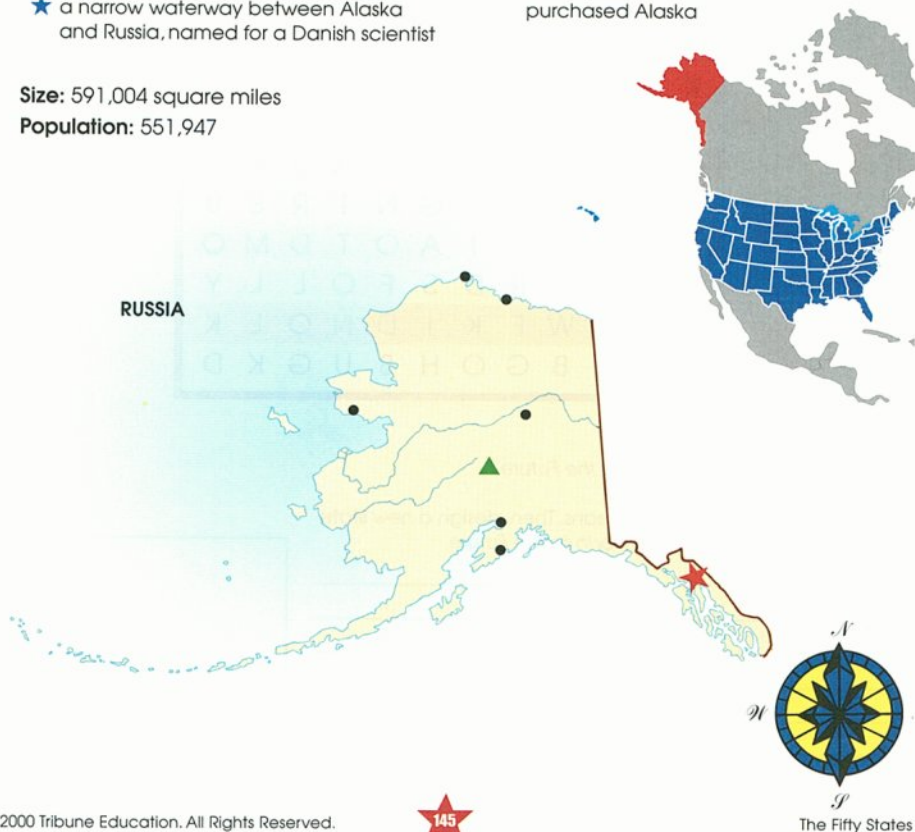 a narrow waterway between Alaska
and Russia, named for a Danish scientist
purchased Alaska
Size: 591,004 square miles
Population: 551,947
RUSSIA
N
W
S
2000 Tribune Education. All Rights Reserved.
145
The Fifty States